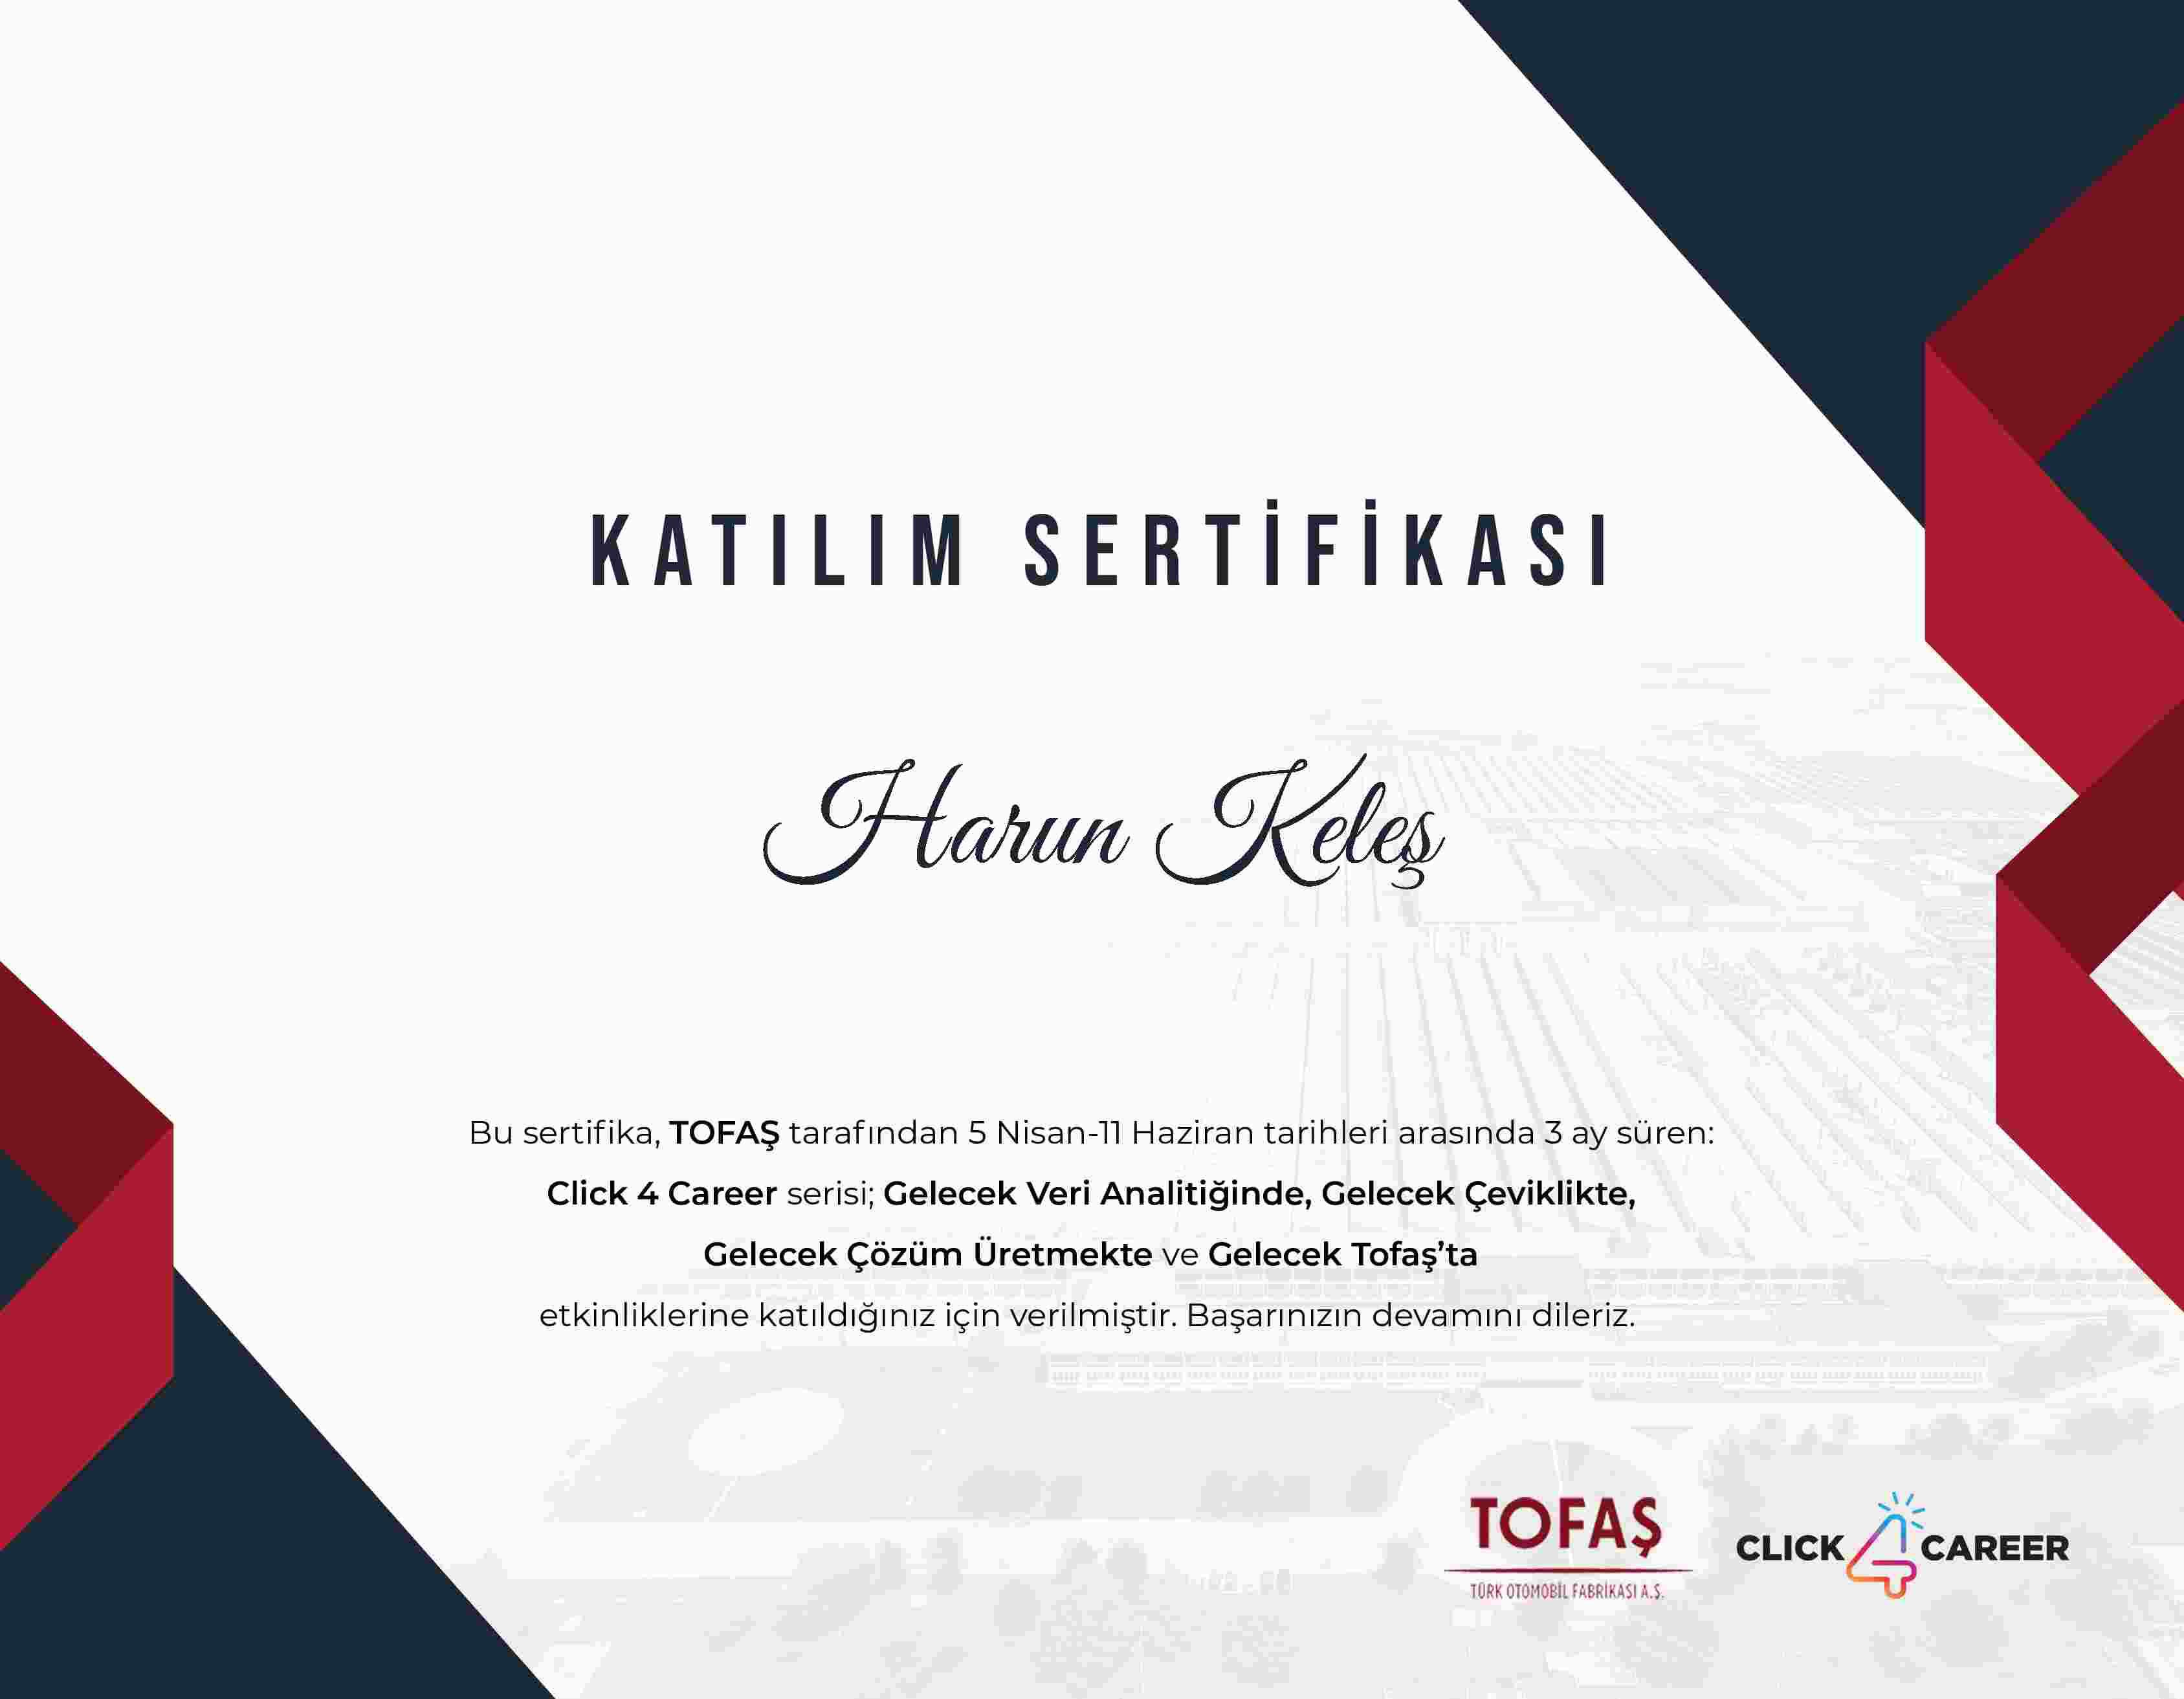 KATILIM SERTİFİKASI
Harun Keleş
Bu sertifika, TOFAŞ tarafından 5 Nisan-11 Haziran tarihleri arasında 3 ay süren:
Click 4 Career serisi; Gelecek Veri Analitiğinde, Gelecek Çeviklikte,
Gelecek Çözüm Üretmekte ve Gelecek Tofaş’ta
etkinliklerine katıldığınız için verilmiştir. Başarınızın devamını dileriz.
TOFAŞ
TÜRK OTOMOBİL FABRİKASI A.Ş.
CLICK 4 CAREER